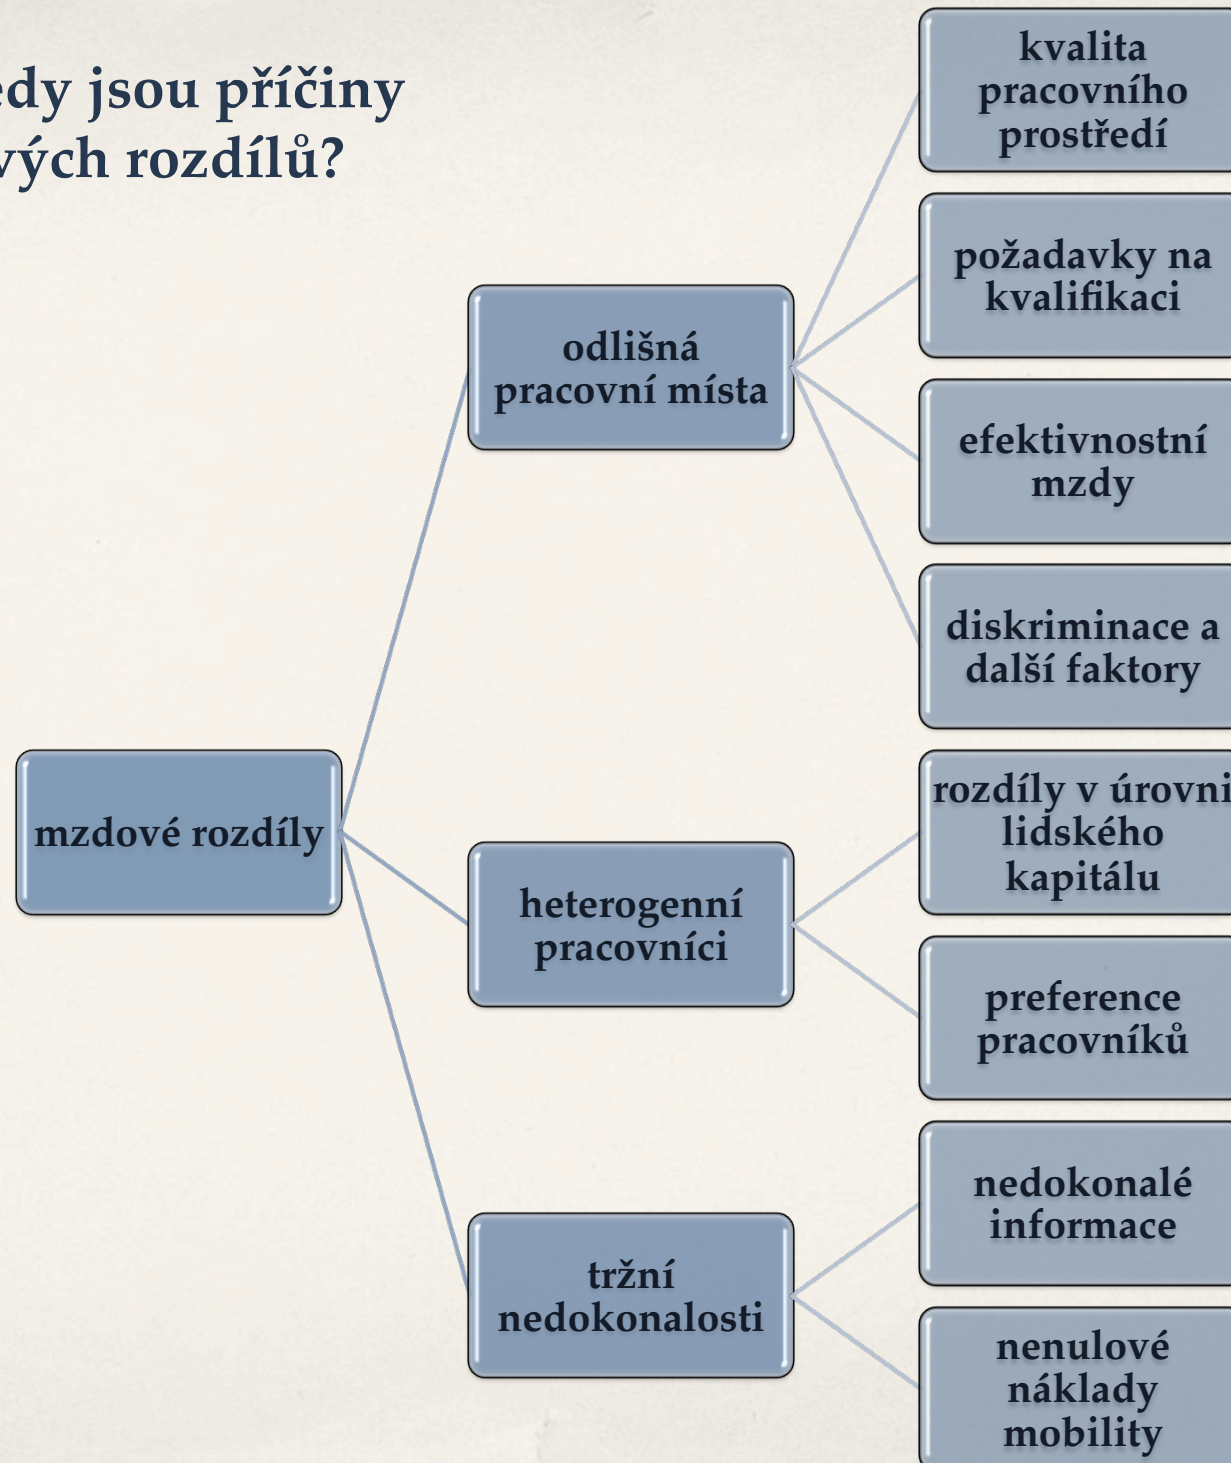 edy jsou příčiny
vých rozdílů?
mzdové rozdíly
odlišná
pracovní místa
kvalita
pracovního
prostředí
požadavky na
kvalifikaci
efektivnostní
mzdy
diskriminace a
další faktory
heterogenní
pracovníci
rozdíly v úrovni
lidského
kapitálu
preference
pracovníků
tržní
nedokonalosti
nedokonalé
informace
nenulové
náklady
mobility